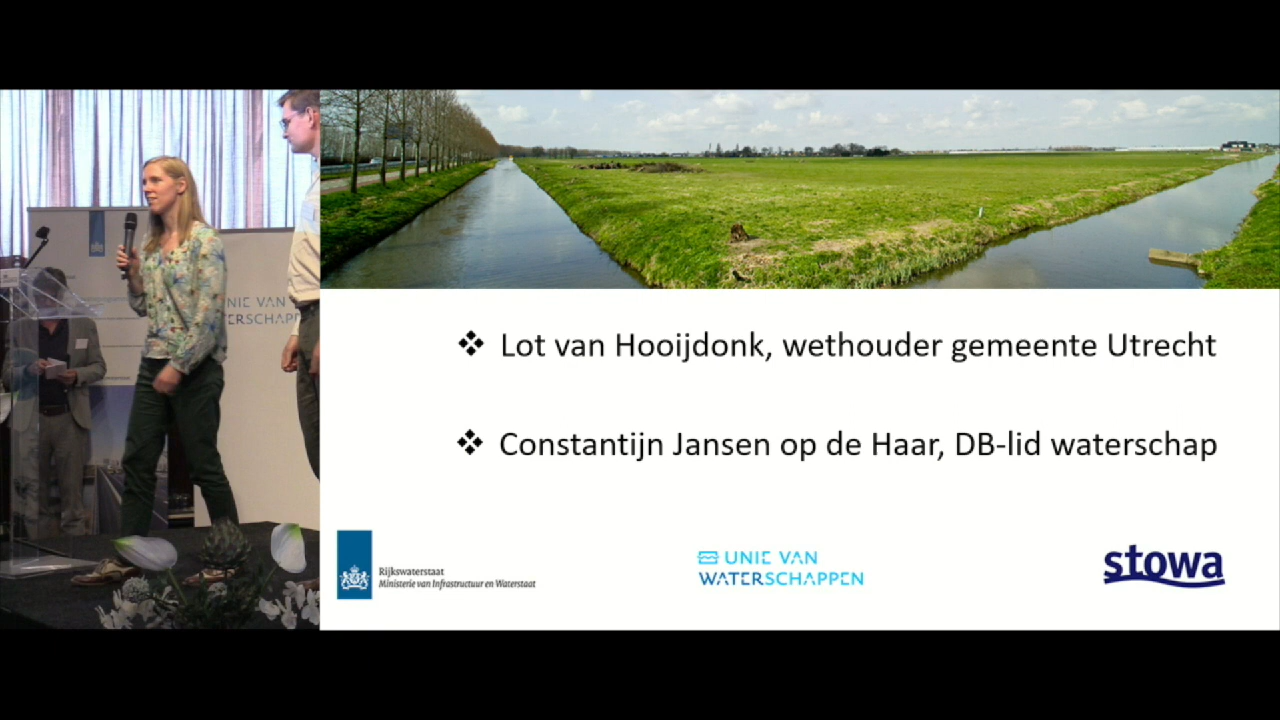 UNIE VAN
ERSCHAPP
❖ Lot van Hooijdonk, wethouder gemeente Utrecht
❖ Constantijn Jansen op de Haar, DB-lid waterschap
Rijkswaterstaat
Ministerie van Infrastructuur en Waterstaat
UNIE VAN
WATERSCHAPPEN
stowa